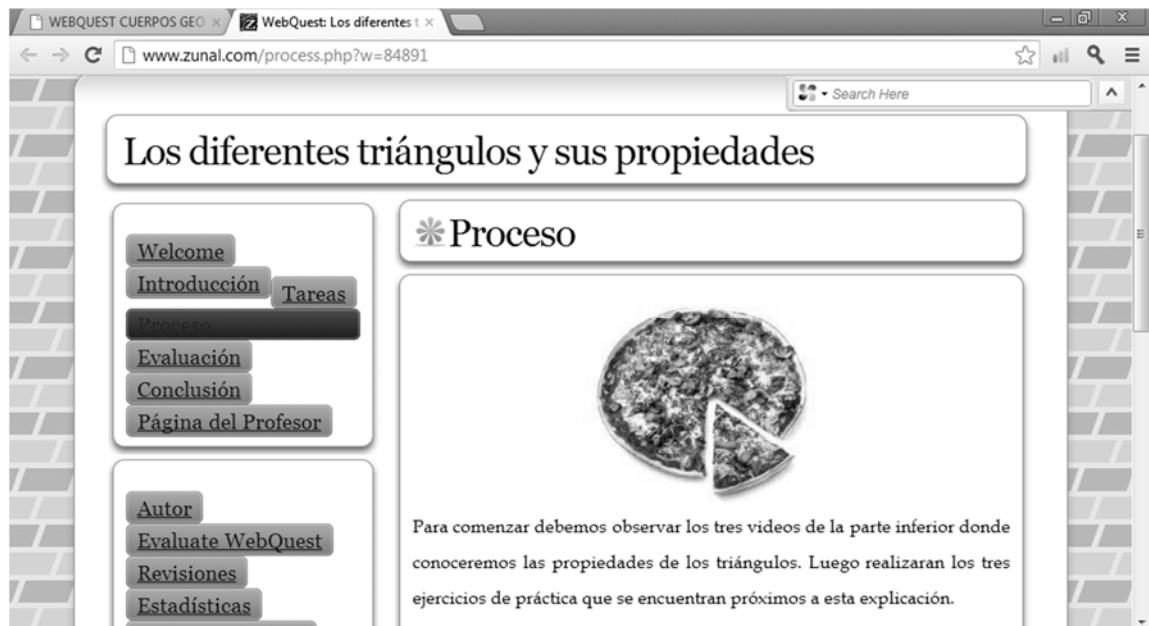 WEBQUEST CUERPOS GEO
WebQuest: Los diferentes t
www.zunal.com/process.php?w=84891
Search Here
Los diferentes triángulos y sus propiedades
Welcome
Introducción
Tareas
Proceso
Evaluación
Conclusión
Página del Profesor
Autor
Evaluate WebQuest
Revisiones
Estadísticas
Proceso
Para comenzar debemos observar los tres videos de la parte inferior donde
conoceremos las propiedades de los triángulos. Luego realizaran los tres
ejercicios de práctica que se encuentran próximos a esta explicación.